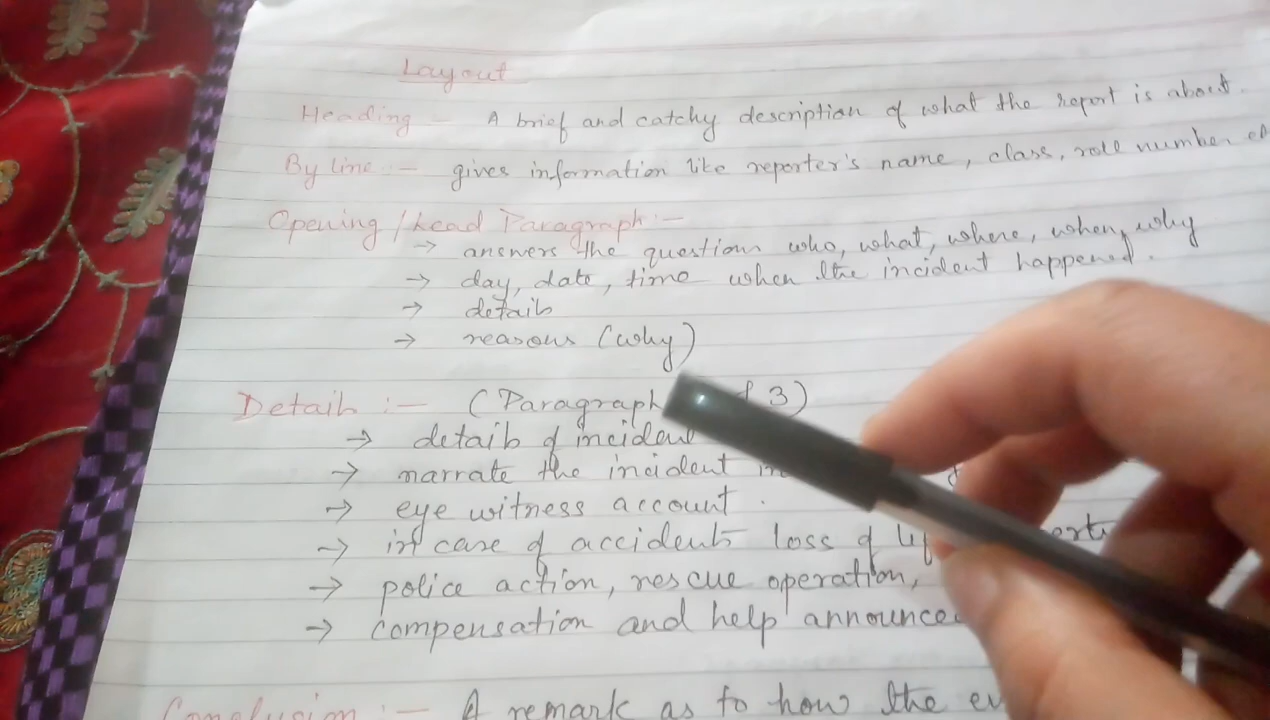 Layout
Heading - A brief and catchy description of what the report is about.
By line :- gives information like reporter's name, class, roll number
Opening / Lead Paragraph :-
→ answers the question who, what, where, when, why
→ day, date, time when the incident happened.
→ details
→ reasons (why)
Details :- (Paragraph 3)
→ details of incident
→ narrate the incident
→ eye witness account.
→ in case of accidents loss of
→ police action, rescue operation,
→ compensation and help
Conclusion :- A remark as to how the